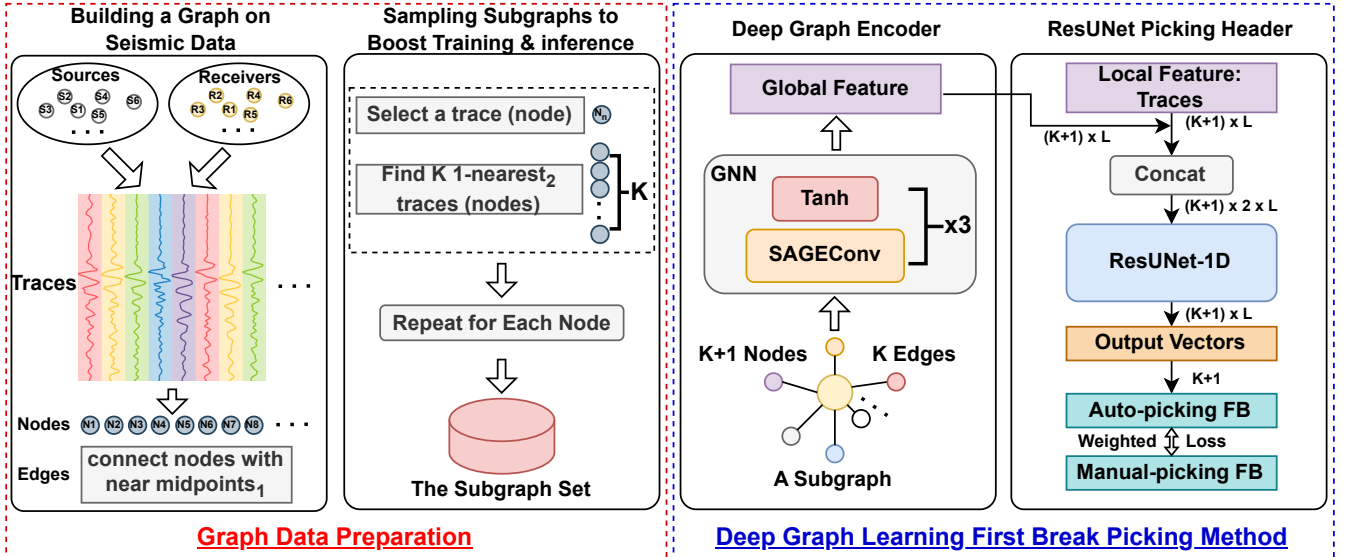 Building a Graph on
Seismic Data
Sources
S2
S4
S6
S3
S1
S5
. . .
Receivers
R2
R4
R6
R3
R1
R5
. . .
Traces
. . .
Nodes
N1 N2 N3 N4 N5 N6 N7 N8 . . .
Edges
connect nodes with
near midpoints1
Sampling Subgraphs to
Boost Training & inference
Select a trace (node)
Nn
Find K 1-nearest2
traces (nodes)
K
Repeat for Each Node
The Subgraph Set
Graph Data Preparation
Deep Graph Encoder
Global Feature
GNN
Tanh
SAGEConv
x3
K+1 Nodes
K Edges
. . .
A Subgraph
ResUNet Picking Header
Local Feature:
Traces
(K+1) x L
(K+1) x L
Concat
(K+1) x 2 x L
ResUNet-1D
(K+1) x L
Output Vectors
K+1
Auto-picking FB
Weighted Loss
Manual-picking FB
Deep Graph Learning First Break Picking Method